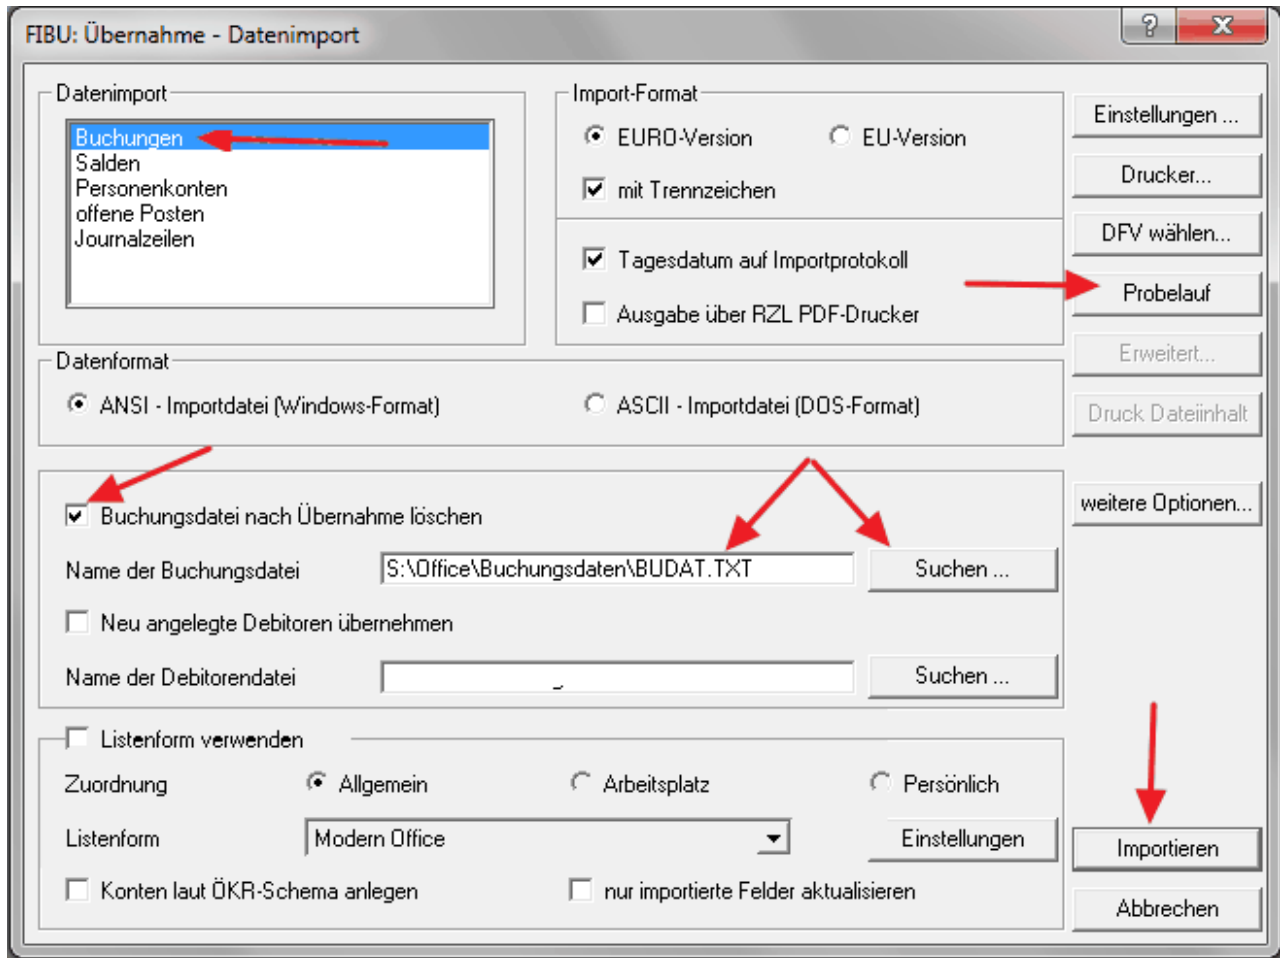 FIBU: Übernahme - Datenimport
Datenimport
Buchungen
Salden
Personenkonten
offene Posten
Journalzeilen
Import-Format
EURO-Version
EU-Version
mit Trennzeichen
Tagesdatum auf Importprotokoll
Ausgabe über RZL PDF-Drucker
Einstellungen ...
Drucker...
DFV wählen...
Probelauf
Erweitert...
Druck Dateiinhalt
weitere Optionen...
Datenformat
ANSI - Importdatei (Windows-Format)
ASCII - Importdatei (DOS-Format)
Buchungsdatei nach Übernahme löschen
Name der Buchungsdatei
S:\Office\Buchungsdaten\BUDAT.TXT
Suchen ...
Neu angelegte Debitoren übernehmen
Name der Debitorendatei
Suchen ...
Listenform verwenden
Zuordnung
Allgemein
Arbeitsplatz
Persönlich
Listenform
Modern Office
Einstellungen
Konten laut ÖKR-Schema anlegen
nur importierte Felder aktualisieren
Importieren
Abbrechen